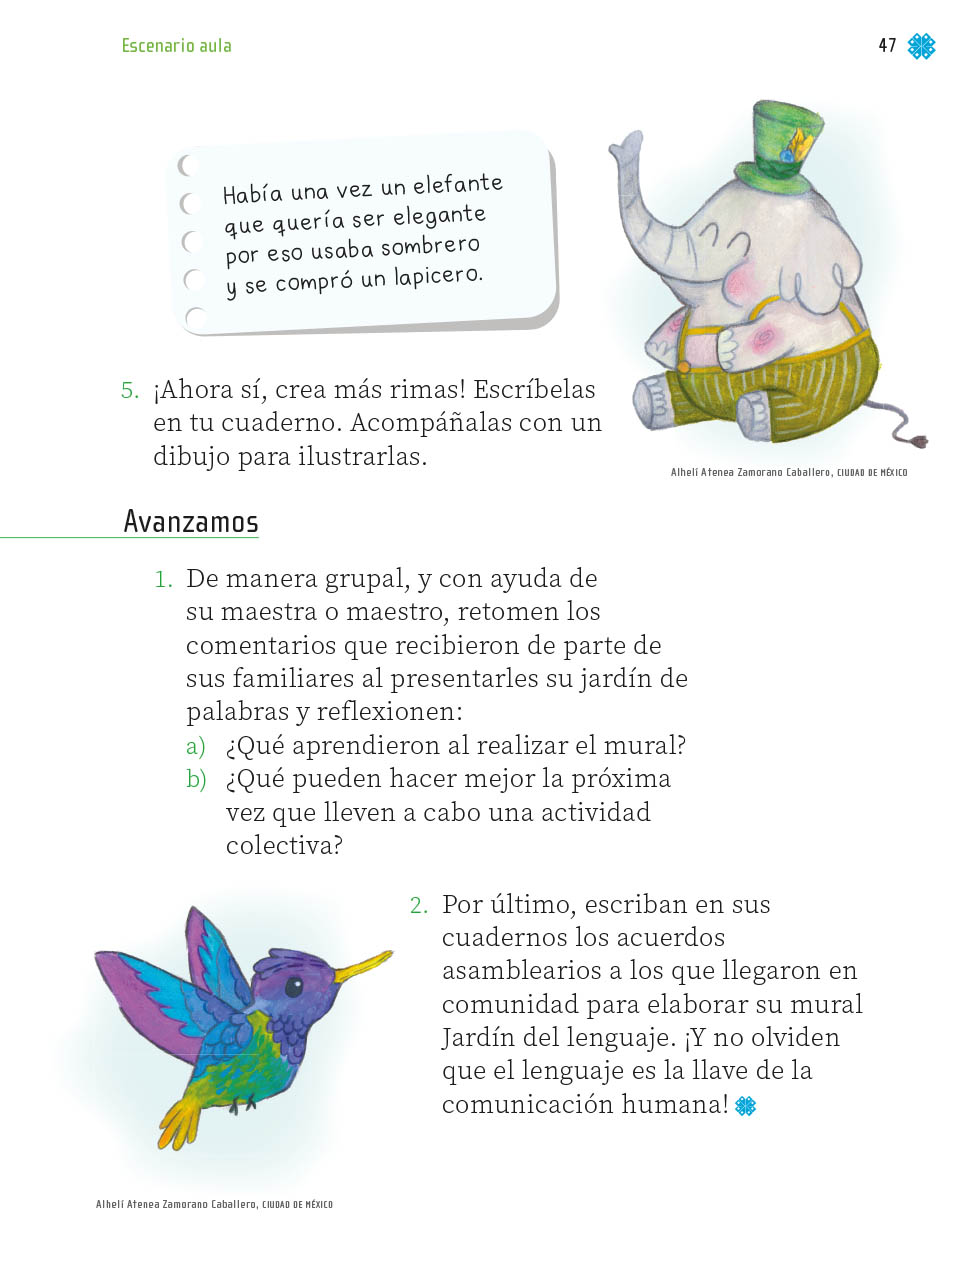 Escenario aula
47
Había una vez un elefante
que quería ser elegante
por eso usaba sombrero
y se compró un lapicero.
5. ¡Ahora sí, crea más rimas! Escríbelas
en tu cuaderno. Acompáñalas con un
dibujo para ilustrarlas.
Alhelí Atenea Zamorano Caballero, CIUDAD DE MÉXICO
Avanzamos
1. De manera grupal, y con ayuda de
su maestra o maestro, retomen los
comentarios que recibieron de parte de
sus familiares al presentarles su jardín de
palabras y reflexionen:
a) ¿Qué aprendieron al realizar el mural?
b) ¿Qué pueden hacer mejor la próxima
vez que lleven a cabo una actividad
colectiva?
2. Por último, escriban en sus
cuadernos los acuerdos
asamblearios a los que llegaron en
comunidad para elaborar su mural
Jardín del lenguaje. ¡Y no olviden
que el lenguaje es la llave de la
comunicación humana!
Alhelí Atenea Zamorano Caballero, CIUDAD DE MÉXICO